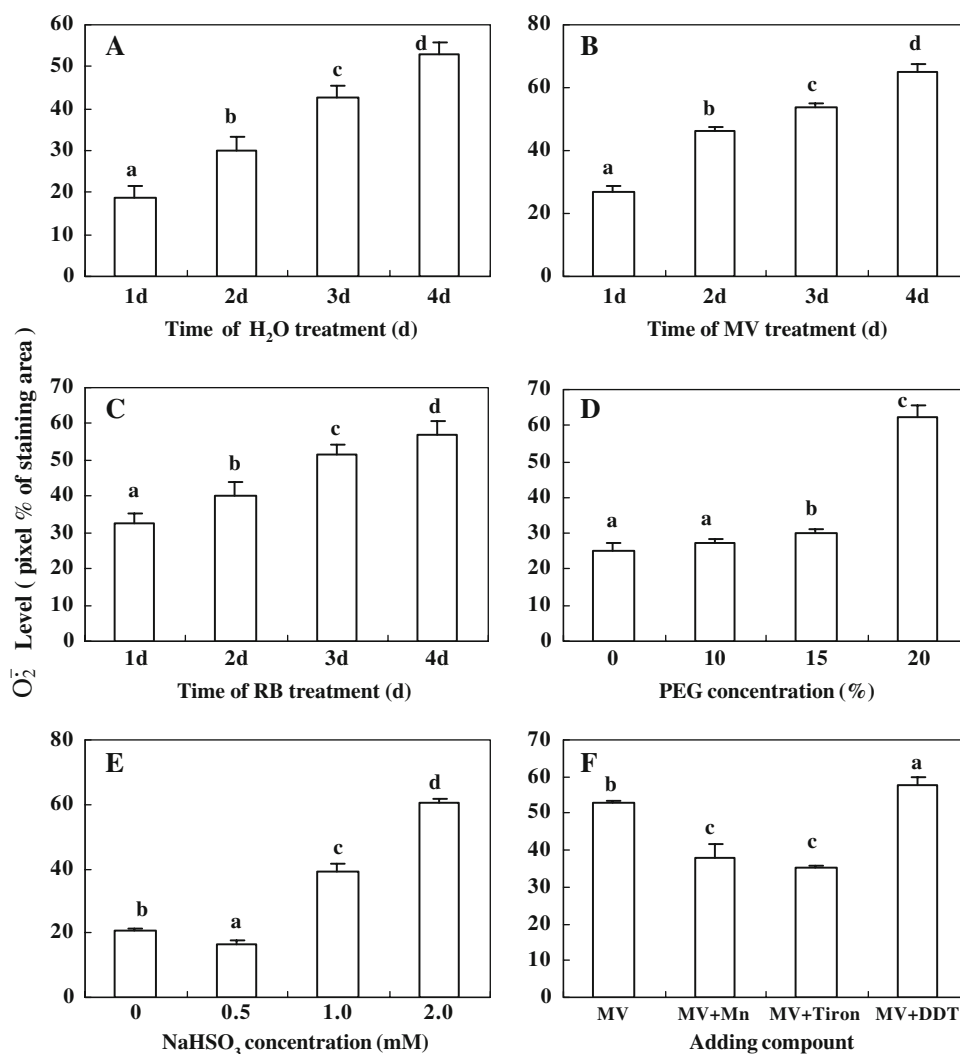 A
60
50
40
30
20
10
0
a
b
c
d
1d 2d 3d 4d
Time of H₂O treatment (d)
B
80
60
40
20
0
a
b
c
d
1d 2d 3d 4d
Time of MV treatment (d)
O₂·̄ Level ( pixel % of staining area)
C
70
60
50
40
30
20
10
0
a
b
c
d
1d 2d 3d 4d
Time of RB treatment (d)
D
70
60
50
40
30
20
10
0
a
a
b
c
0 10 15 20
PEG concentration (%)
E
80
60
40
20
0
b
a
c
d
0 0.5 1.0 2.0
NaHSO₃ concentration (mM)
F
70
60
50
40
30
20
10
0
b
c
c
a
MV MV+Mn MV+Tiron MV+DDT
Adding compound